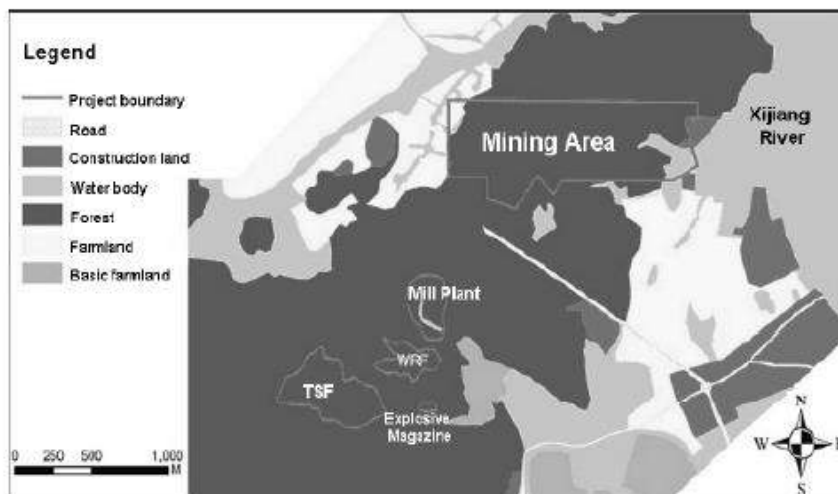 Legend
Project boundary
Road
Construction land
Water body
Forest
Farmland
Basic farmland
0 250 500 1,000
M
Mining Area
Xijiang
River
Mill Plant
WRF
TSF
Explosive
Magazine
N
W E
S